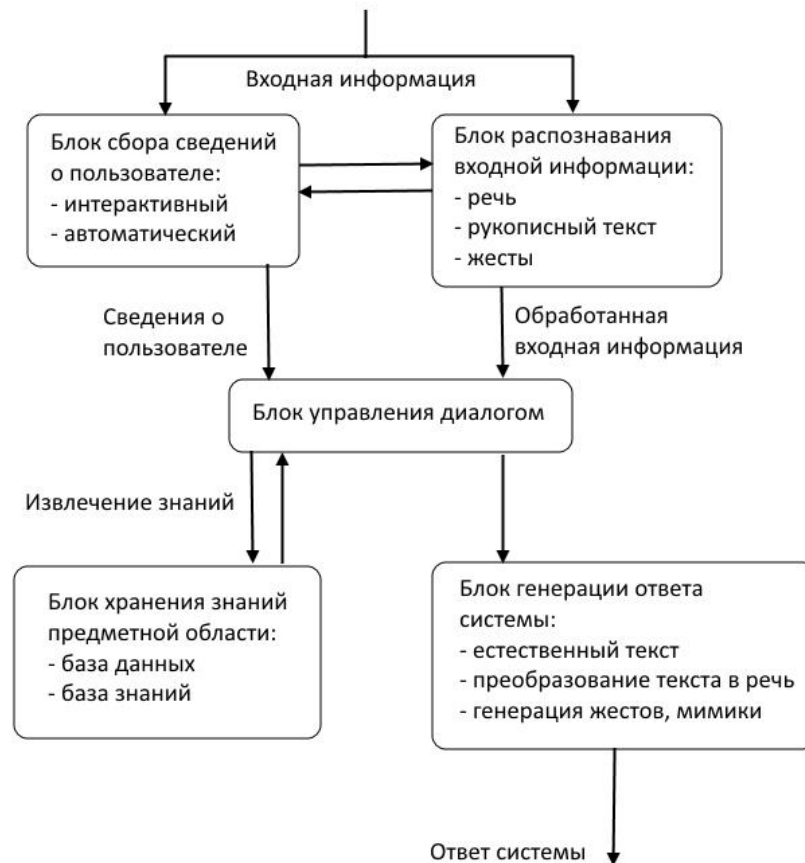 Входная информация
Блок сбора сведений
о пользователе:
- интерактивный
- автоматический
Блок распознавания
входной информации:
- речь
- рукописный текст
- жесты
Сведения о
пользователе
Обработанная
входная информация
Блок управления диалогом
Извлечение знаний
Блок хранения знаний
предметной области:
- база данных
- база знаний
Блок генерации ответа
системы:
- естественный текст
- преобразование текста в речь
- генерация жестов, мимики
Ответ системы